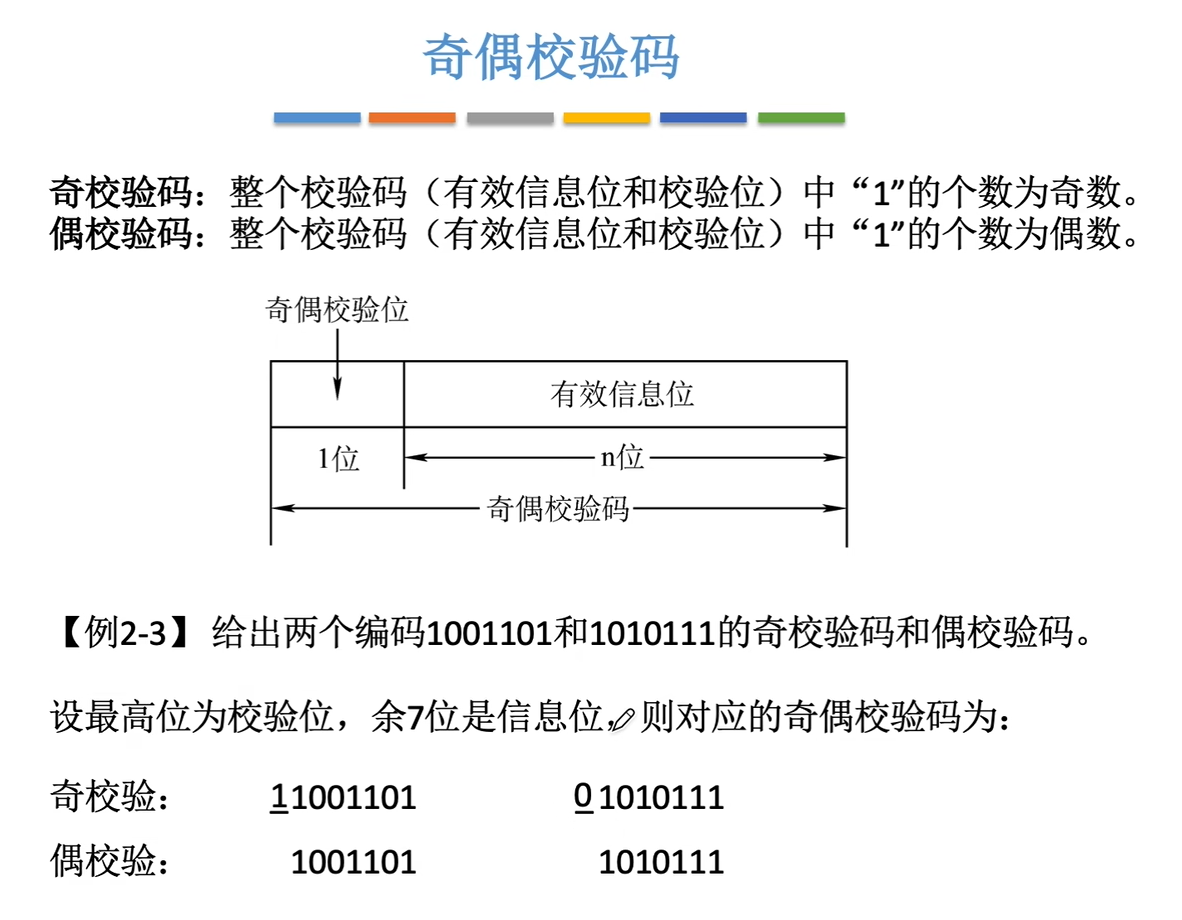 奇偶校验码
奇校验码：整个校验码（有效信息位和校验位）中“1”的个数为奇数。
偶校验码：整个校验码（有效信息位和校验位）中“1”的个数为偶数。
奇偶校验位
有效信息位
1位
n位
奇偶校验码
【例2-3】 给出两个编码1001101和1010111的奇校验码和偶校验码。
设最高位为校验位，余7位是信息位，则对应的奇偶校验码为：
奇校验： 11001101 0 1010111
偶校验： 1001101 1010111